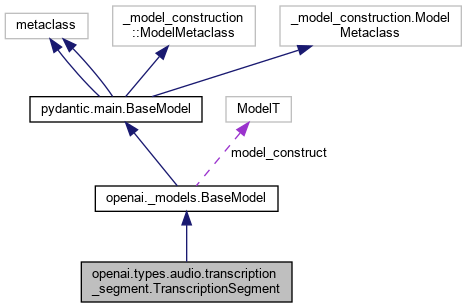 metaclass
_model_construction
::ModelMetaclass
_model_construction.Model
Metaclass
pydantic.main.BaseModel
ModelT
model_construct
openai._models.BaseModel
openai.types.audio.transcription
_segment.TranscriptionSegment